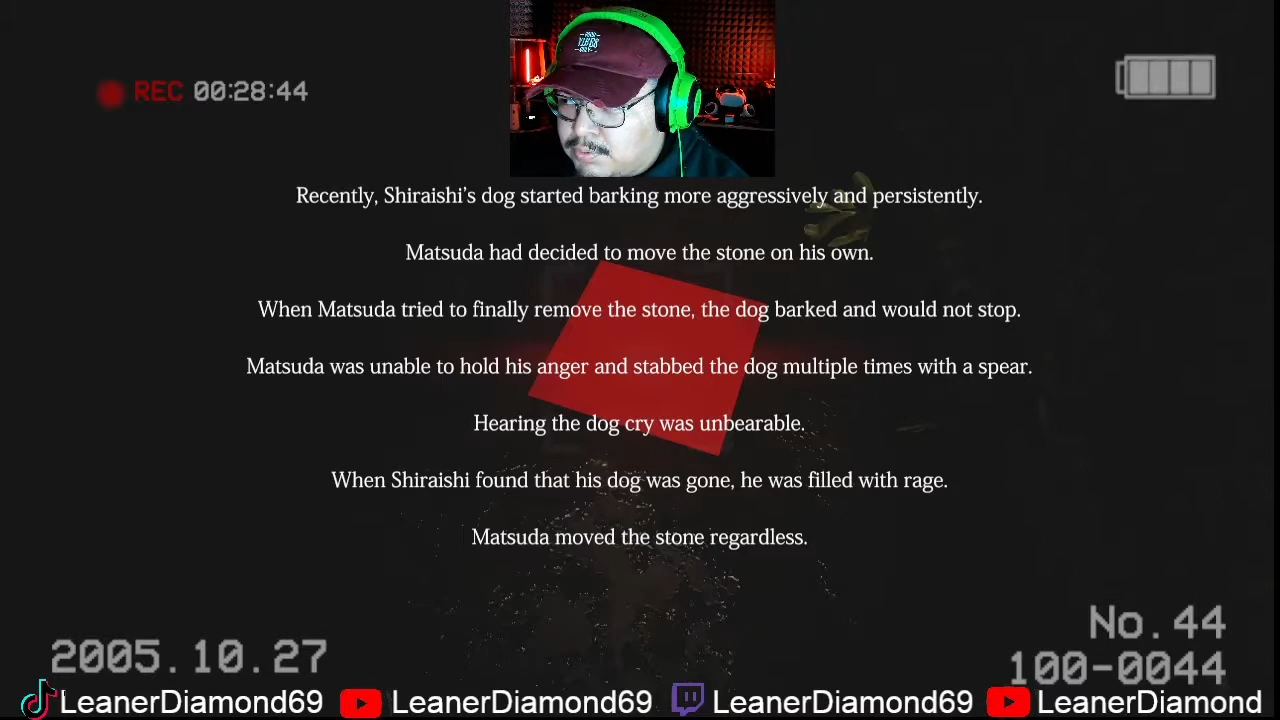 REC 00:28:44
Recently, Shiraishi’s dog started barking more aggressively and persistently.
Matsuda had decided to move the stone on his own.
When Matsuda tried to finally remove the stone, the dog barked and would not stop.
Matsuda was unable to hold his anger and stabbed the dog multiple times with a spear.
Hearing the dog cry was unbearable.
When Shiraishi found that his dog was gone, he was filled with rage.
Matsuda moved the stone regardless.
No.44
2005.10.27
100-0044
LeanerDiamond69 LeanerDiamond69 LeanerDiamond69 LeanerDiamond